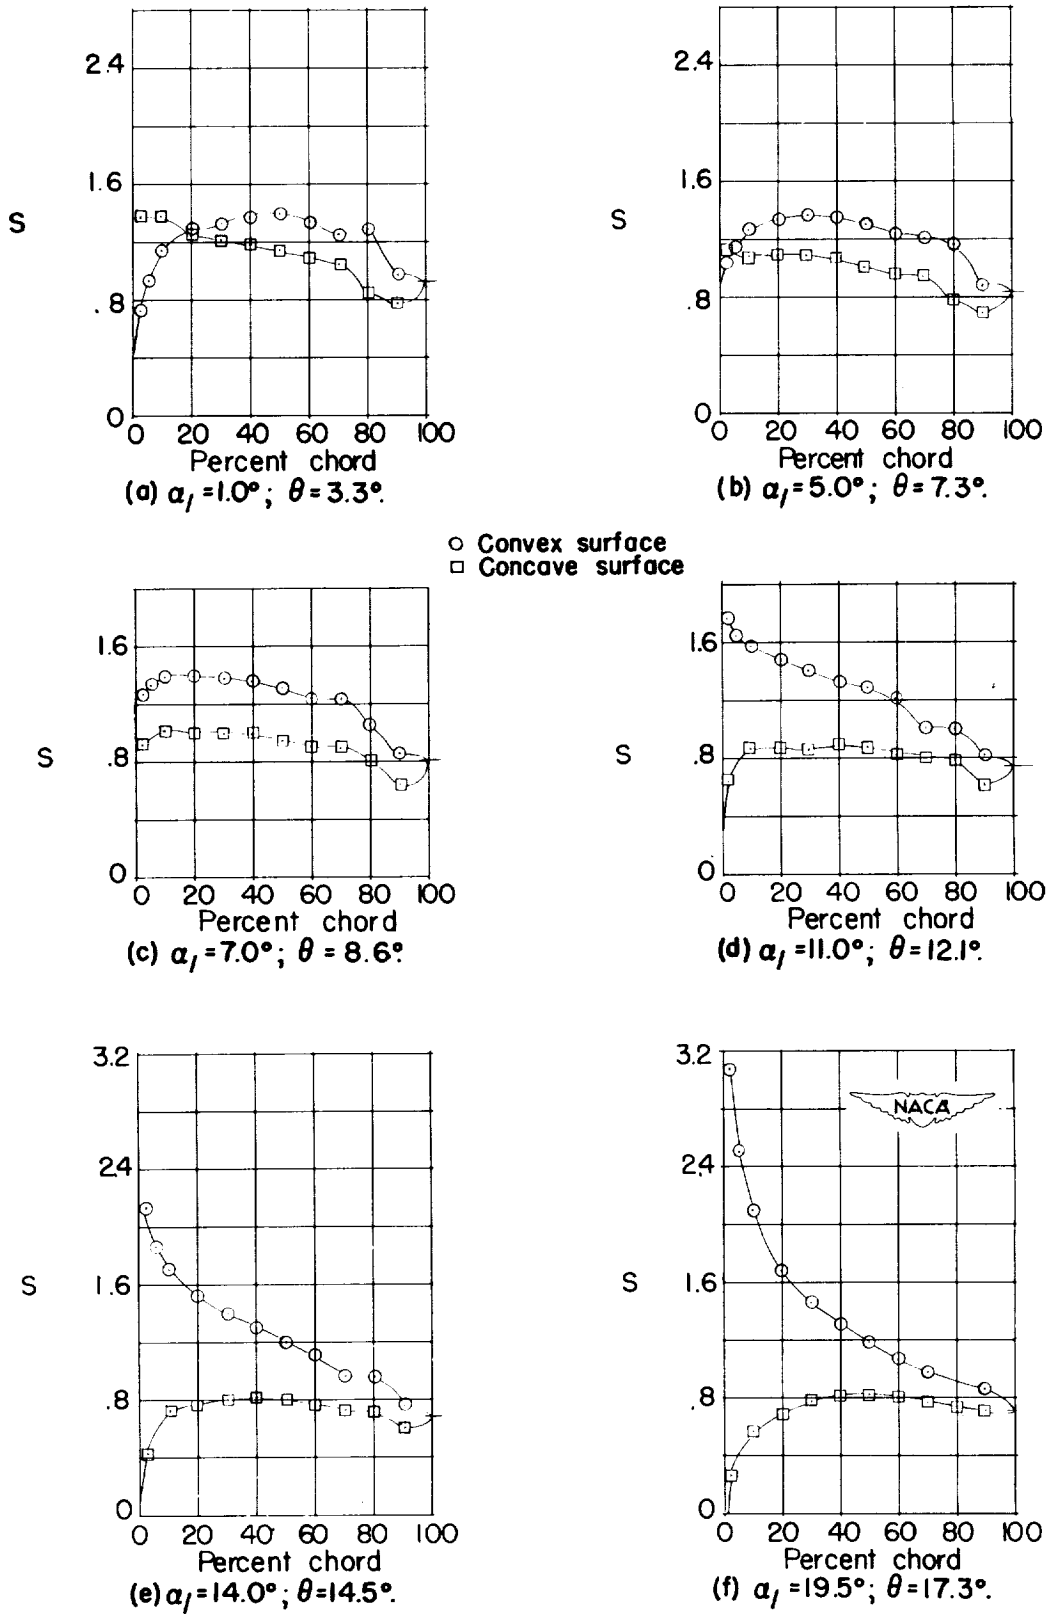 2.4
1.6
S
.8
0
0 20 40 60 80 100
Percent chord
(a) α₁=1.0°; θ=3.3°.
2.4
1.6
S
.8
0
0 20 40 60 80 100
Percent chord
(b) α₁=5.0°; θ=7.3°.
Convex surface
Concave surface
1.6
S
.8
0
0 20 40 60 80 100
Percent chord
(c) α₁=7.0°; θ=8.6°.
1.6
S
.8
0
0 20 40 60 80 100
Percent chord
(d) α₁=11.0°; θ=12.1°.
3.2
24
S
1.6
.8
0
0 20 40 60 80 100
Percent chord
(e) α₁=14.0°; θ=14.5°.
3.2
NACA
24
S
1.6
.8
0
0 20 40 60 80 100
Percent chord
(f) α₁=19.5°; θ=17.3°.